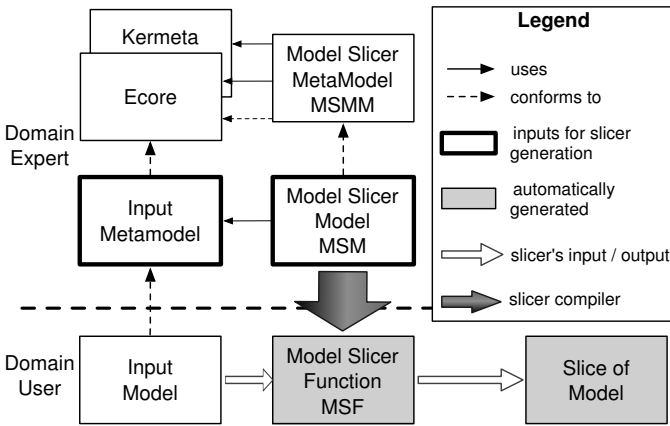 Kermeta
Ecore
Model Slicer
MetaModel
MSMM
Domain
Expert
Input
Metamodel
Model Slicer
Model
MSM
Domain
User
Input
Model
Model Slicer
Function
MSF
Slice of
Model
Legend
uses
conforms to
inputs for slicer
generation
automatically
generated
slicer's input / output
slicer compiler